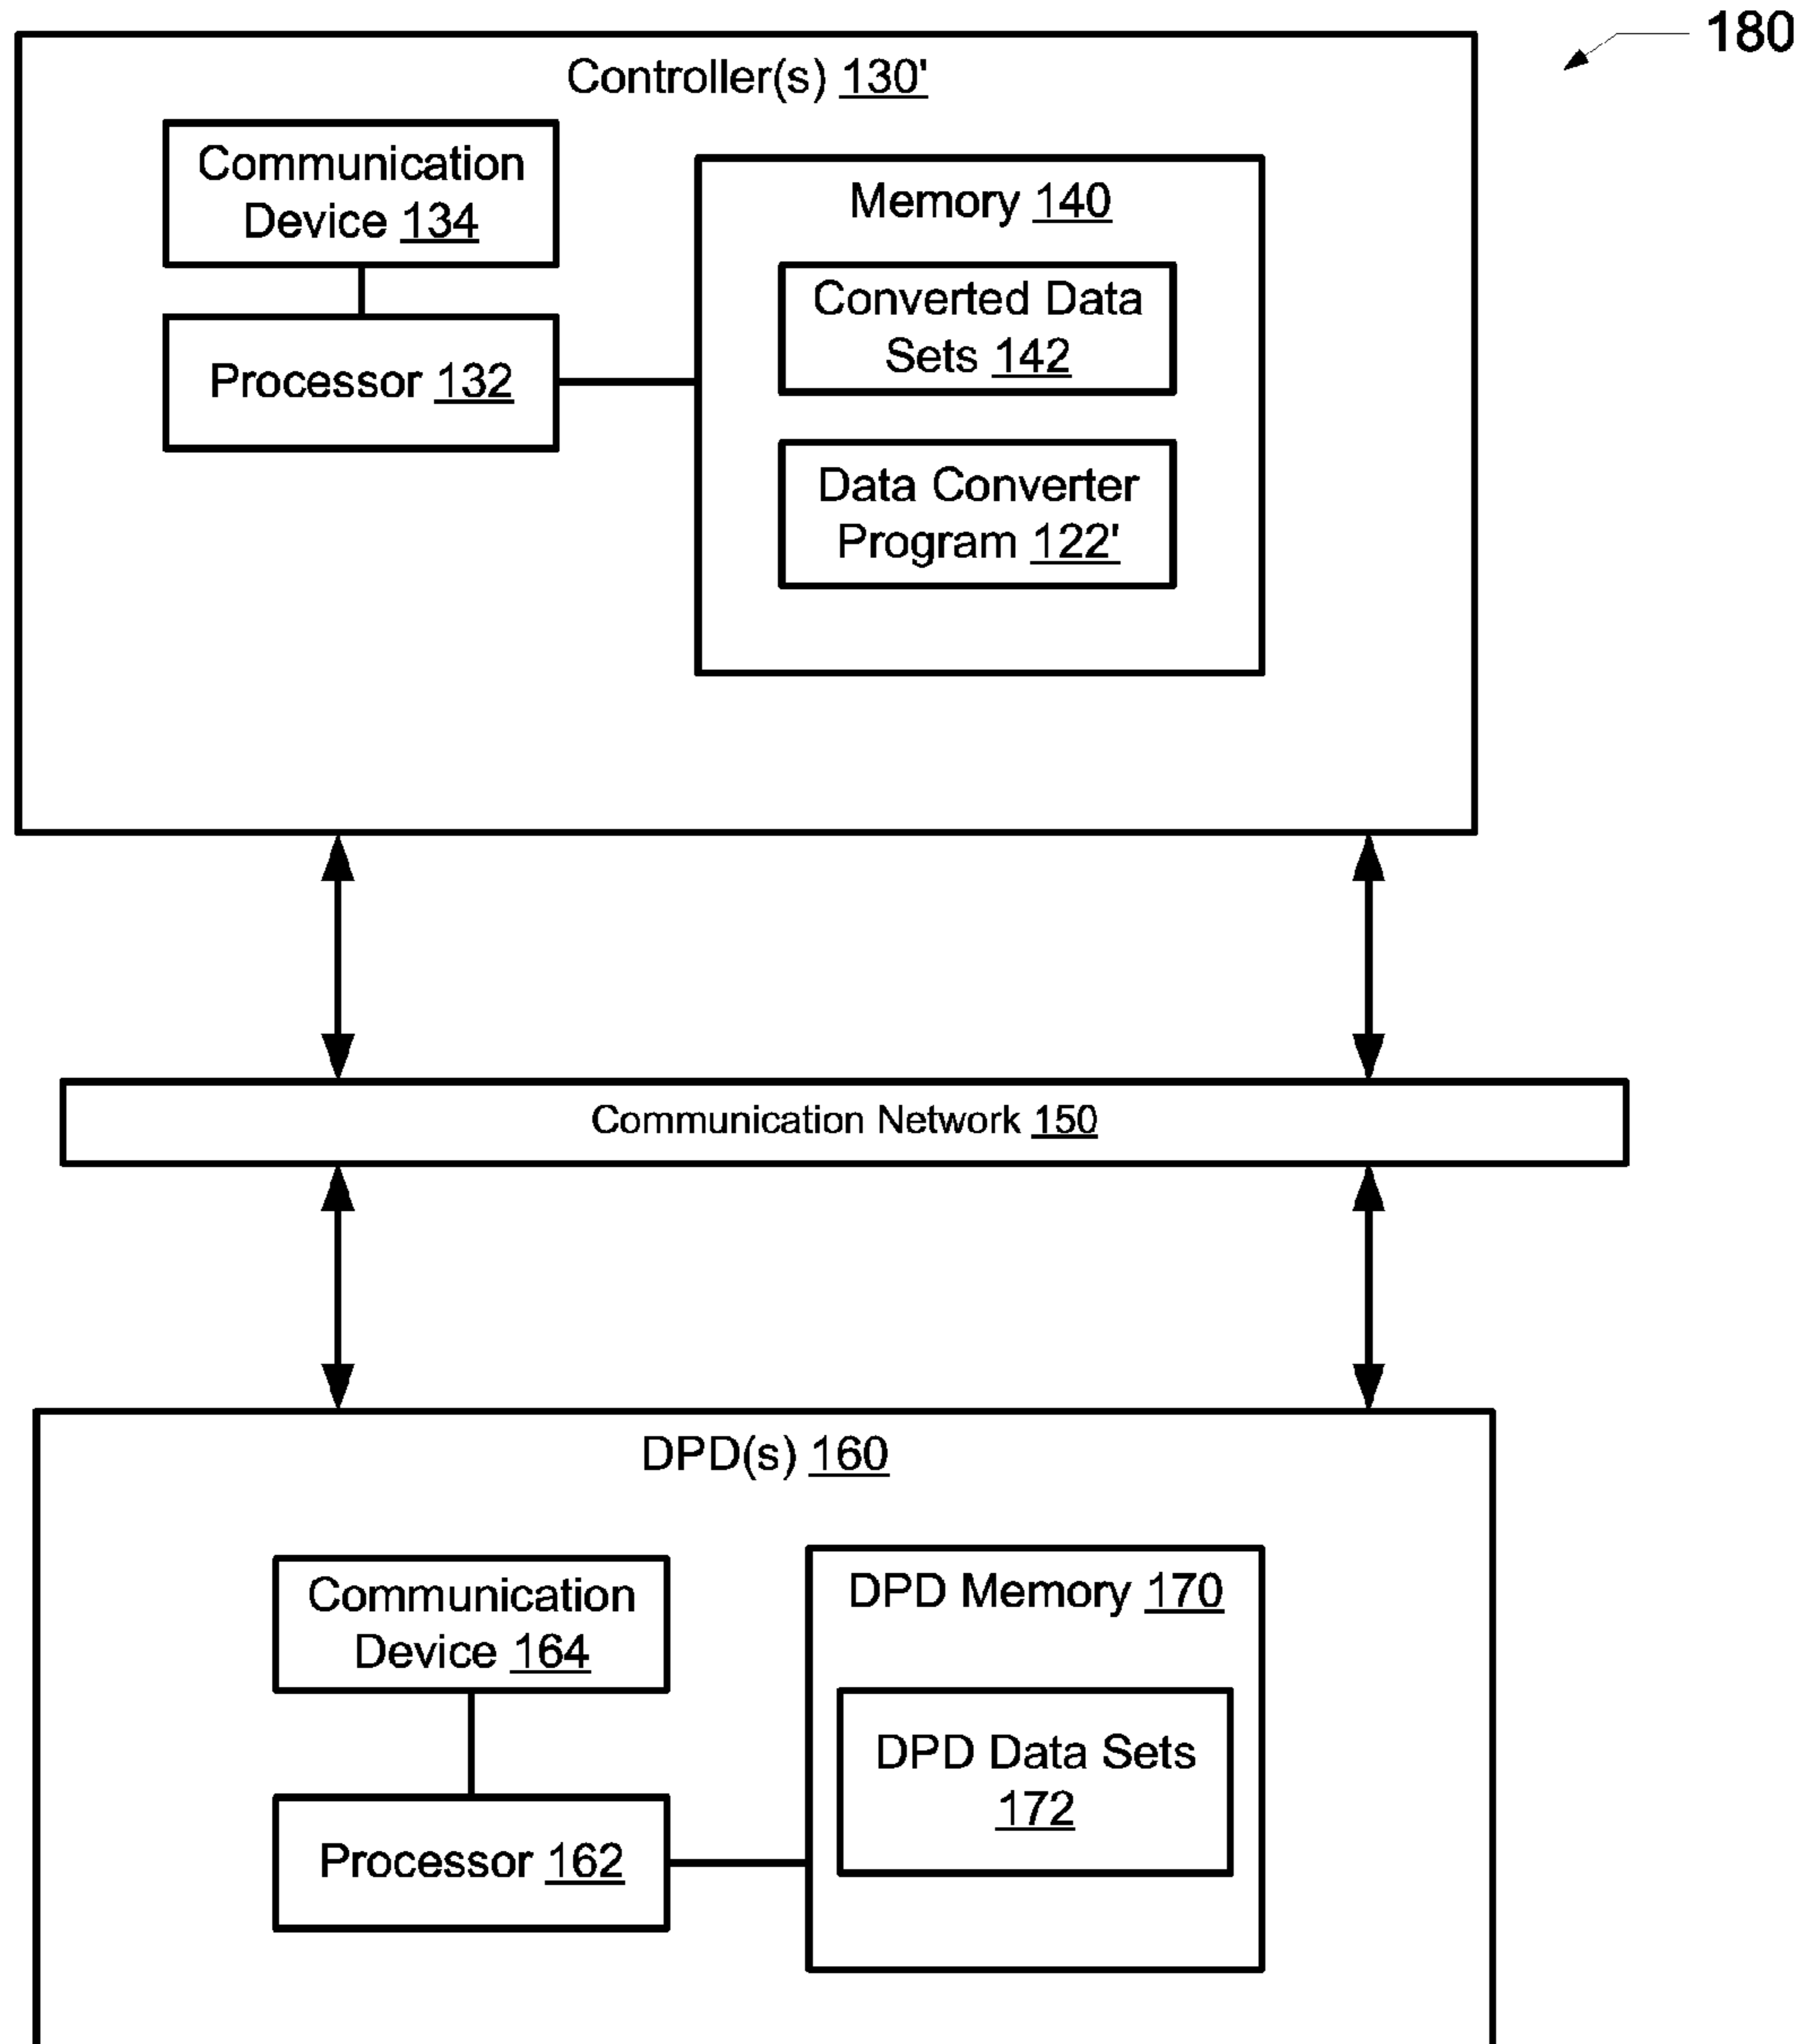 180
Controller(s) 130'
Communication
Device 134
Memory 140
Converted Data
Sets 142
Processor 132
Data Converter
Program 122'
Communication Network 150
DPD(s) 160
Communication
Device 164
DPD Memory 170
DPD Data Sets
172
Processor 162